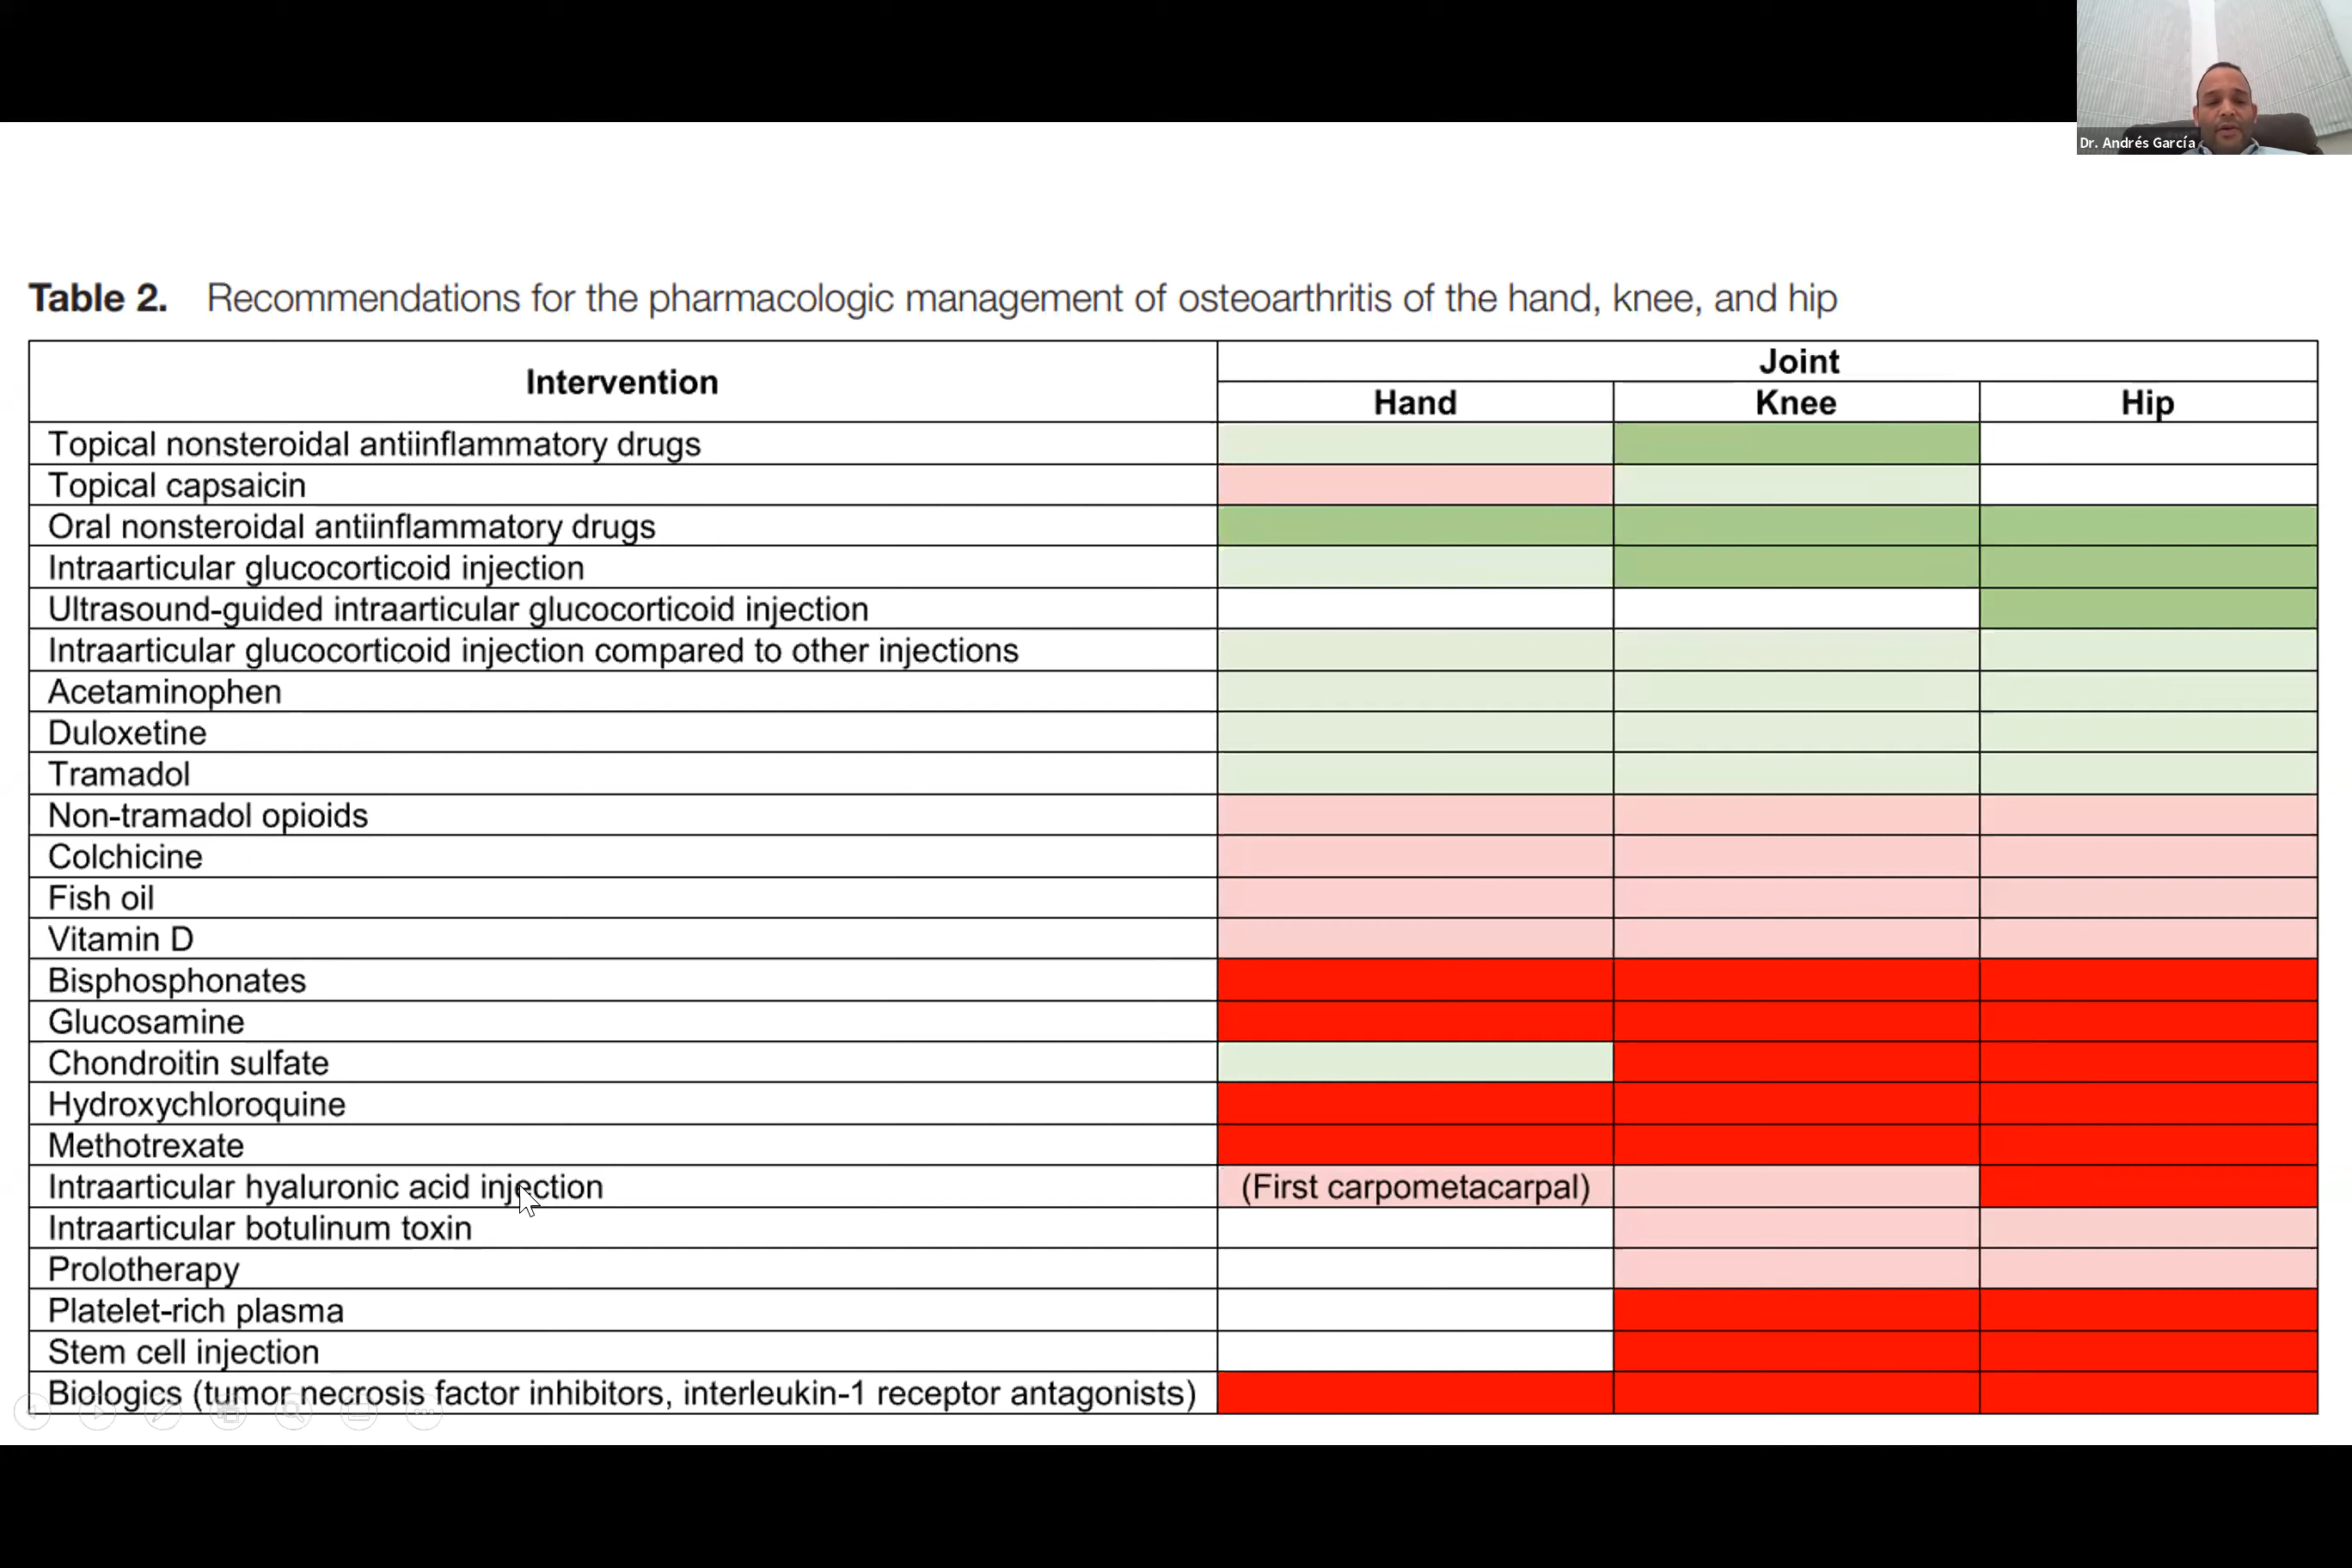 Dr. Andrés García
Table 2. Recommendations for the pharmacologic management of osteoarthritis of the hand, knee, and hip
Intervention
Joint
Hand Knee Hip
Topical nonsteroidal antiinflammatory drugs
Topical capsaicin
Oral nonsteroidal antiinflammatory drugs
Intraarticular glucocorticoid injection
Ultrasound-guided intraarticular glucocorticoid injection
Intraarticular glucocorticoid injection compared to other injections
Acetaminophen
Duloxetine
Tramadol
Non-tramadol opioids
Colchicine
Fish oil
Vitamin D
Bisphosphonates
Glucosamine
Chondroitin sulfate
Hydroxychloroquine
Methotrexate
Intraarticular hyaluronic acid injection (First carpometacarpal)
Intraarticular botulinum toxin
Prolotherapy
Platelet-rich plasma
Stem cell injection
Biologics (tumor necrosis factor inhibitors, interleukin-1 receptor antagonists)